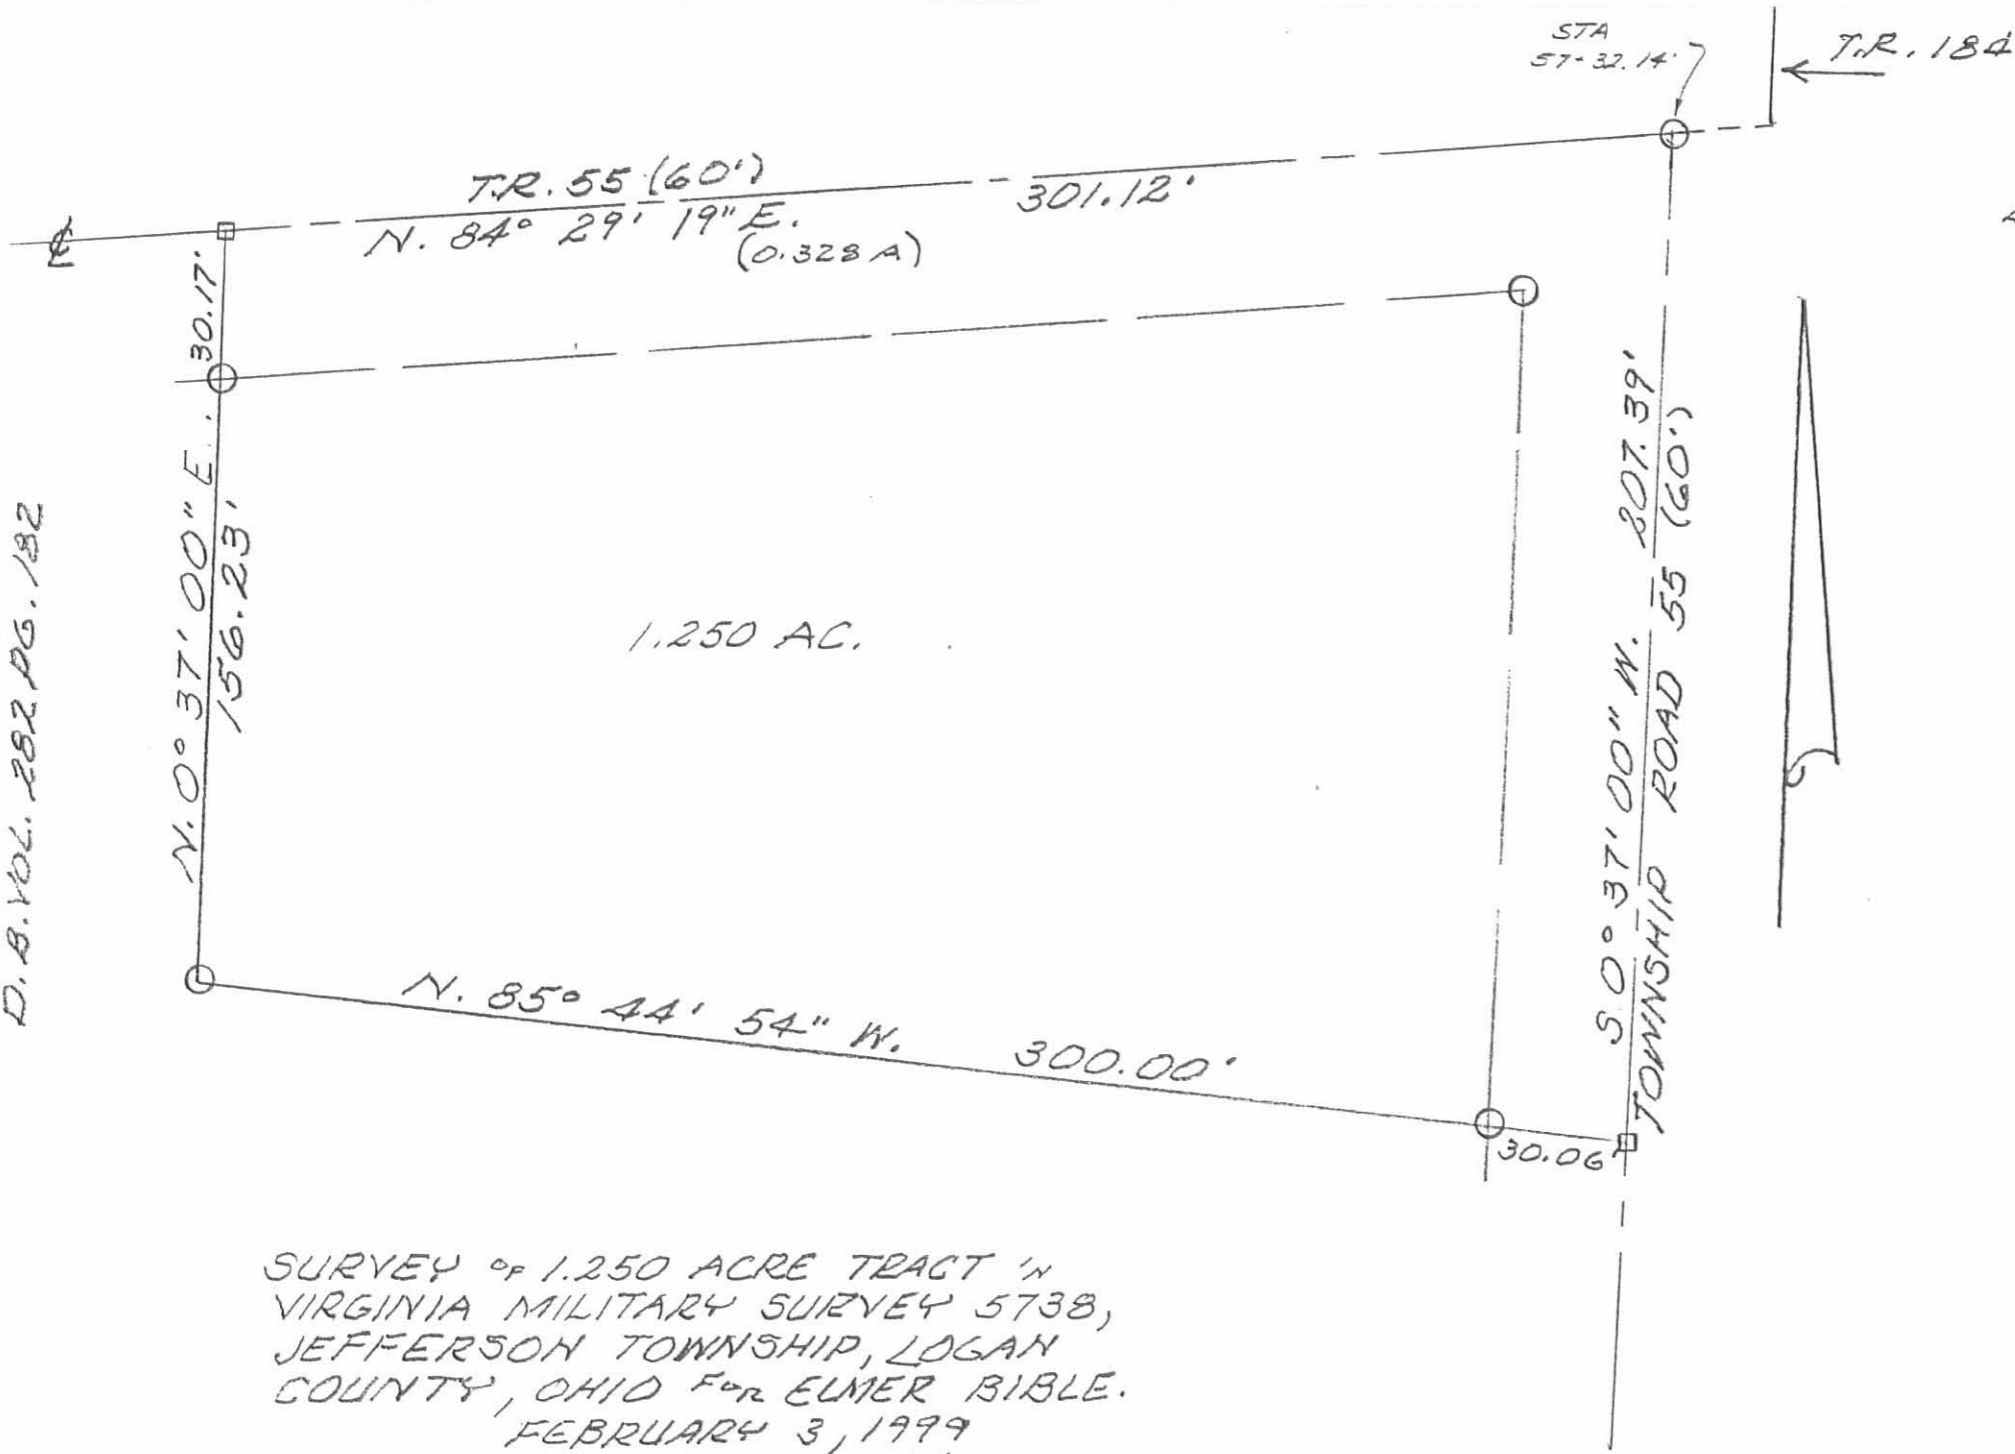 STA
57+32.14'
T.R. 184
T.R. 55 (60')
N. 84° 29' 19" E.
301.12'
(0.328 A)
℄
30.17'
N. 0° 37' 00" E.
156.23'
D.B. VOL. 282 PG. 182
1.250 AC.
S. 0° 37' 00" W. 207.39'
TOWNSHIP ROAD 55 (60')
N. 85° 44' 54" W. 300.00'
30.06'
SURVEY OF 1.250 ACRE TRACT IN
VIRGINIA MILITARY SURVEY 5738,
JEFFERSON TOWNSHIP, LOGAN
COUNTY, OHIO FOR ELMER BIBLE.
FEBRUARY 3, 1999